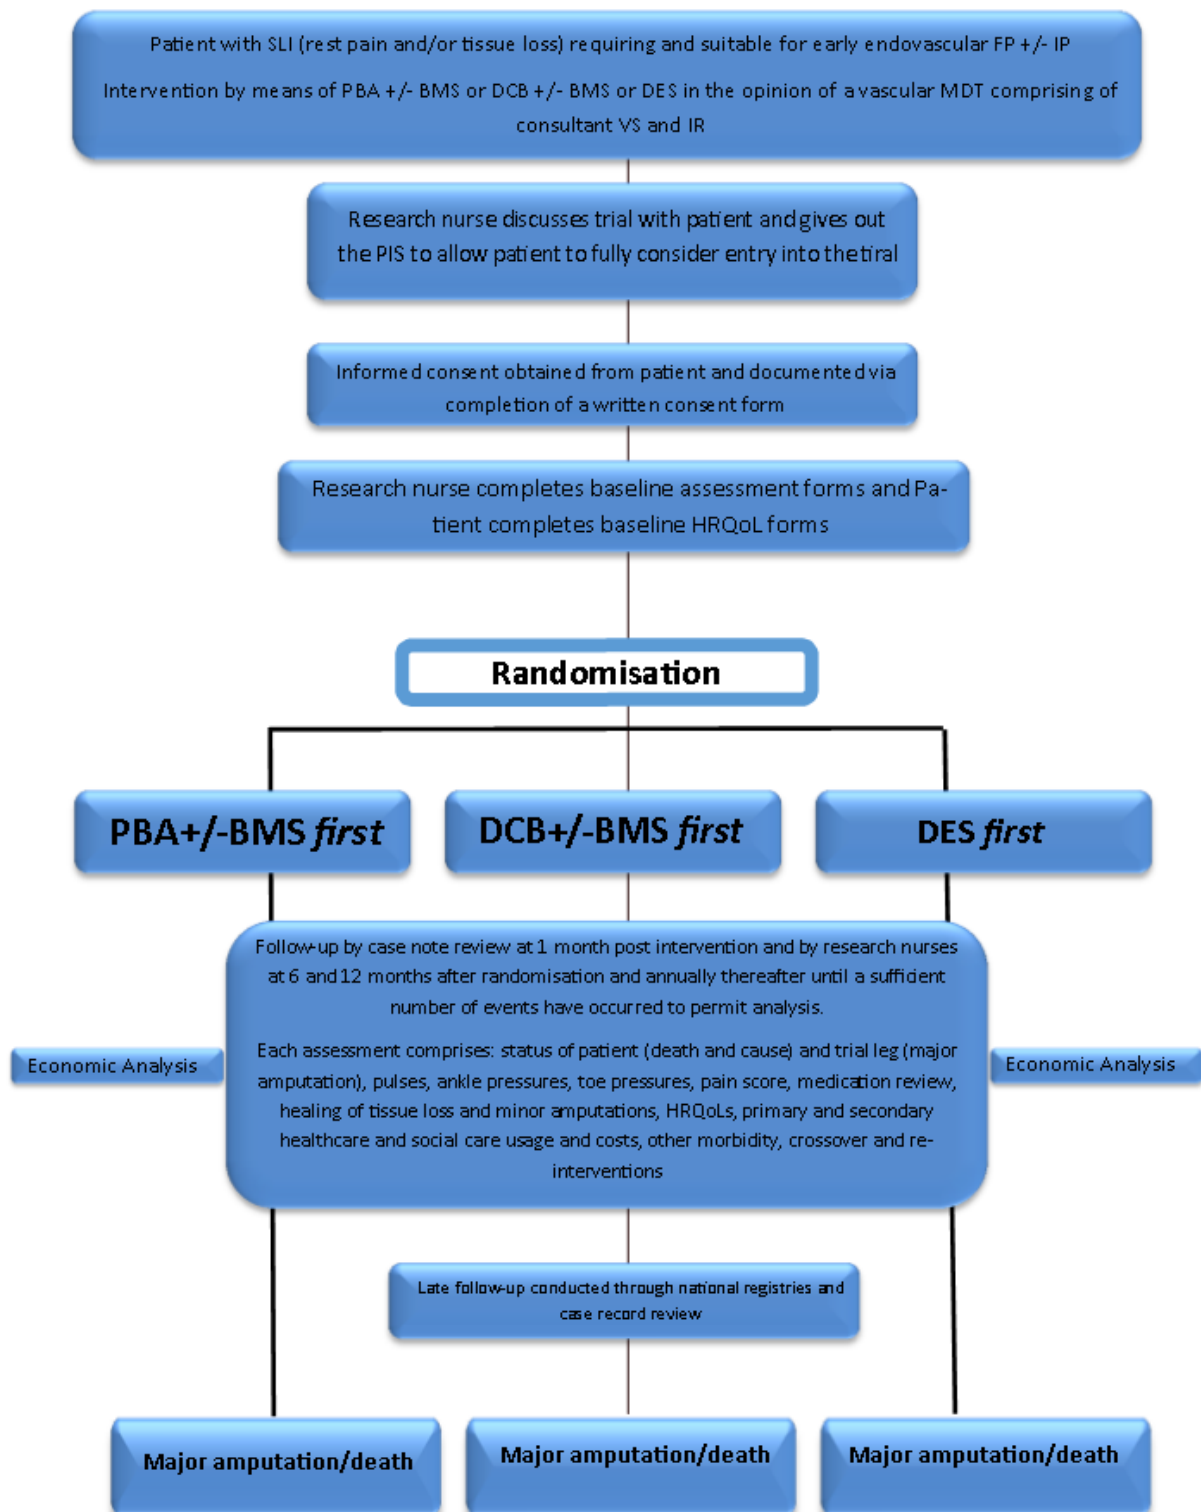 Patient with SLI (rest pain and/or tissue loss) requiring and suitable for early endovascular FP +/- IP
Intervention by means of PBA +/- BMS or DCB +/- BMS or DES in the opinion of a vascular MDT comprising of
consultant VS and IR
Research nurse discusses trial with patient and gives out
the PIS to allow patient to fully consider entry into the tiral
Informed consent obtained from patient and documented via
completion of a written consent form
Research nurse completes baseline assessment forms and Pa-
tient completes baseline HRQoL forms
Randomisation
PBA+/-BMS first
DCB+/-BMS first
DES first
Follow-up by case note review at 1 month post intervention and by research nurses
at 6 and 12 months after randomisation and annually thereafter until a sufficient
number of events have occurred to permit analysis.
Each assessment comprises: status of patient (death and cause) and trial leg (major
amputation), pulses, ankle pressures, toe pressures, pain score, medication review,
healing of tissue loss and minor amputations, HRQoLs, primary and secondary
healthcare and social care usage and costs, other morbidity, crossover and re-
interventions
Economic Analysis
Economic Analysis
Late follow-up conducted through national registries and
case record review
Major amputation/death
Major amputation/death
Major amputation/death